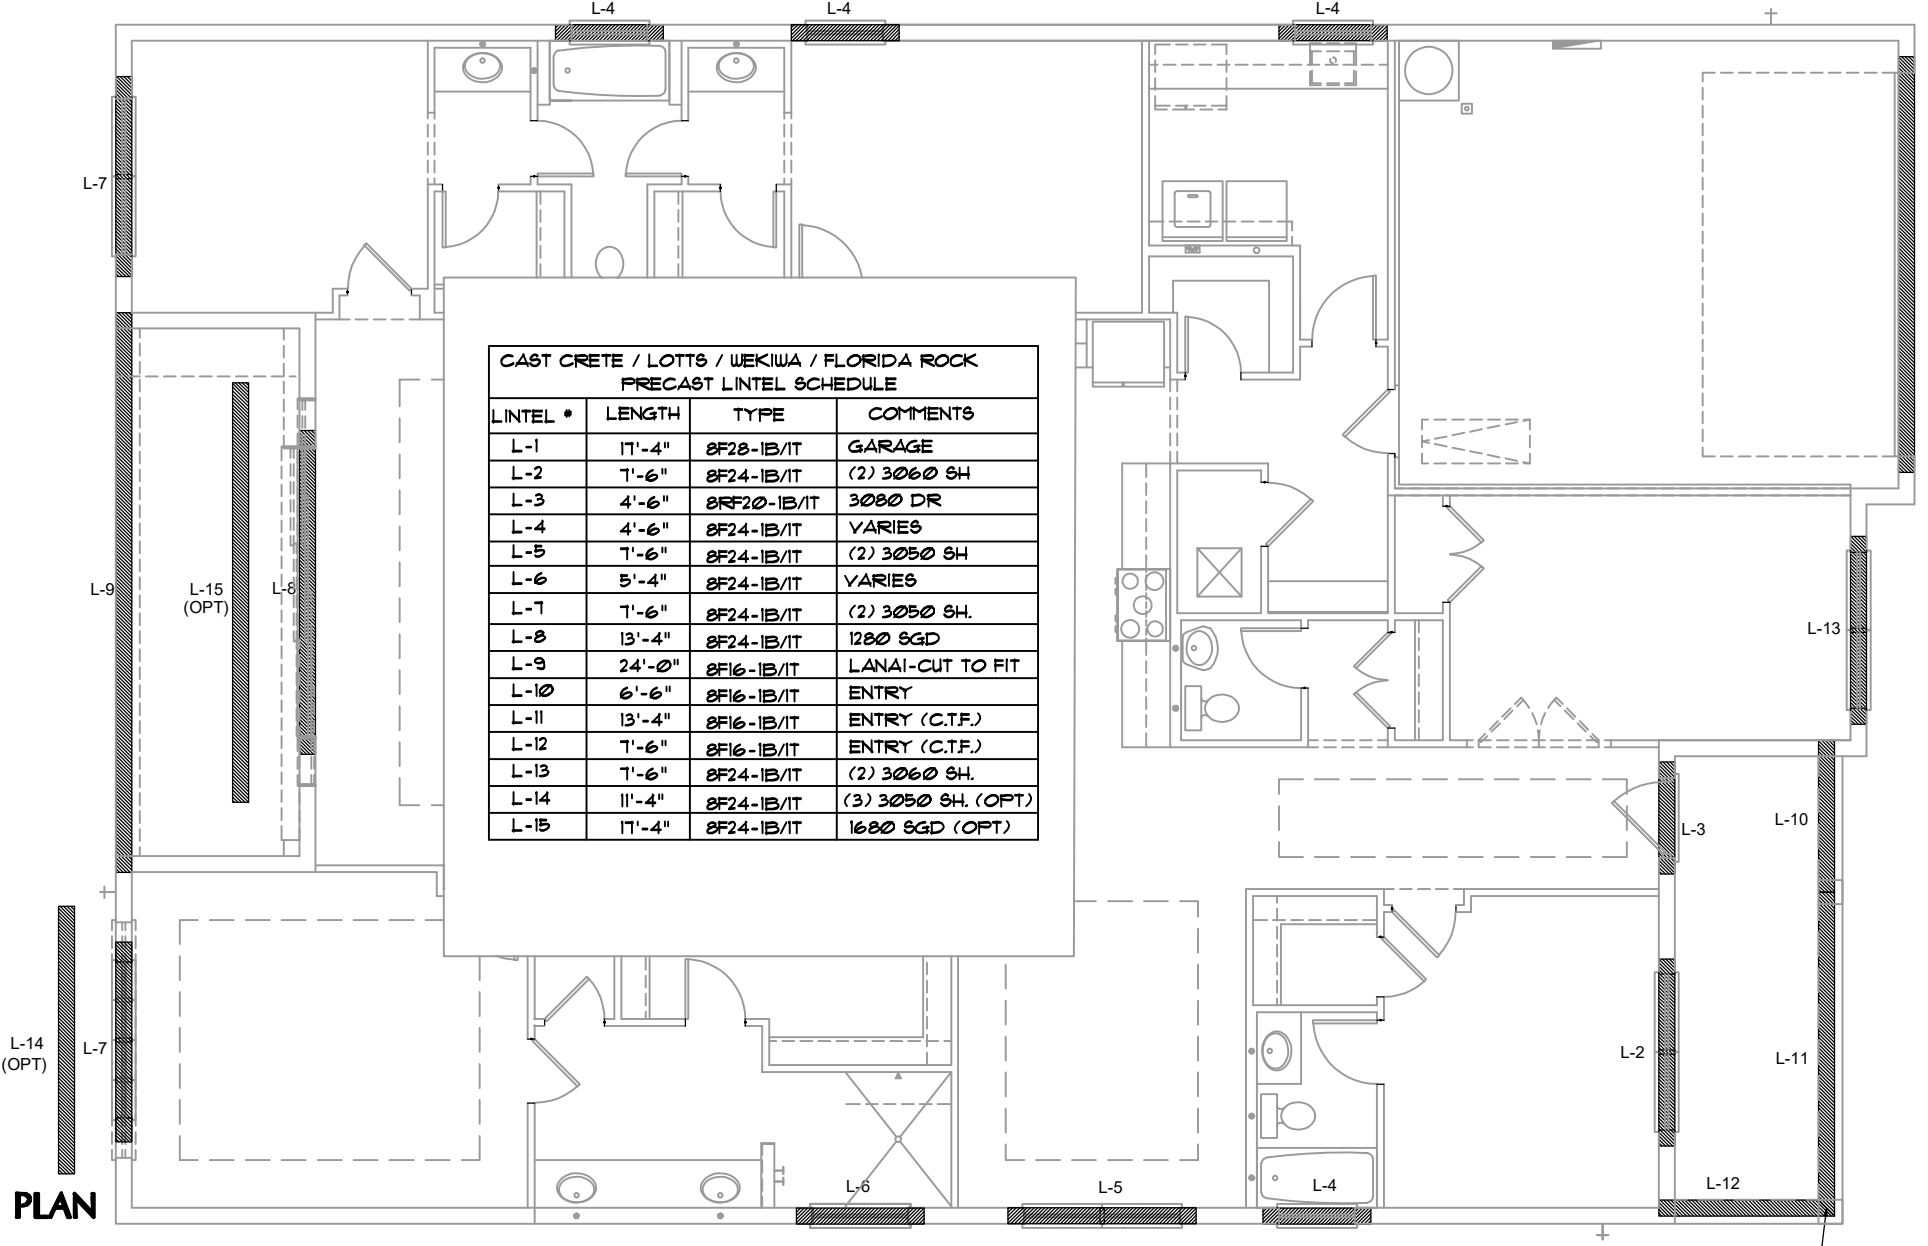 L-4 L-4 L-4
L-7
CAST CRETE / LOTTS / WEKIWA / FLORIDA ROCK
PRECAST LINTEL SCHEDULE
LINTEL # LENGTH TYPE COMMENTS
L-1 17'-4" 8F28-1B/1T GARAGE
L-2 7'-6" 8F24-1B/1T (2) 3060 SH
L-3 4'-6" 8RF20-1B/1T 3080 DR
L-4 4'-6" 8F24-1B/1T VARIES
L-5 7'-6" 8F24-1B/1T (2) 3050 SH
L-6 5'-4" 8F24-1B/1T VARIES
L-7 7'-6" 8F24-1B/1T (2) 3050 SH.
L-8 13'-4" 8F24-1B/1T 1280 SGD
L-9 24'-0" 8F16-1B/1T LANAI-CUT TO FIT
L-10 6'-6" 8F16-1B/1T ENTRY
L-11 13'-4" 8F16-1B/1T ENTRY (C.T.F.)
L-12 7'-6" 8F16-1B/1T ENTRY (C.T.F.)
L-13 7'-6" 8F24-1B/1T (2) 3060 SH.
L-14 11'-4" 8F24-1B/1T (3) 3050 SH. (OPT)
L-15 17'-4" 8F24-1B/1T 1680 SGD (OPT)
L-9
L-15
(OPT)
L-8
L-13
L-3
L-10
L-14
(OPT)
L-7
L-2
L-11
L-6
L-5
L-4
L-12
PLAN